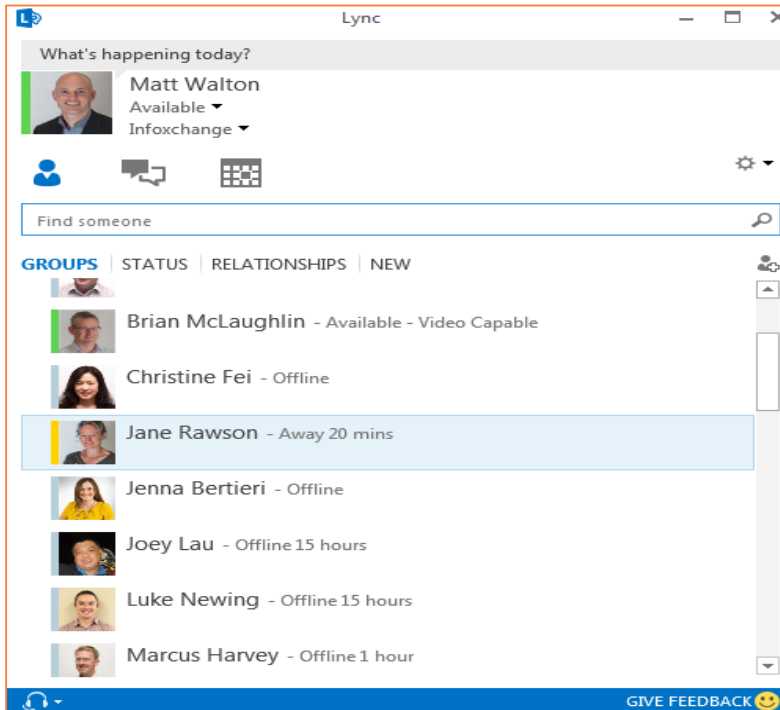 L
Lync
What's happening today?
Matt Walton
Available
Infoxchange
Find someone
GROUPS STATUS RELATIONSHIPS NEW
Brian McLaughlin - Available - Video Capable
Christine Fei - Offline
Jane Rawson - Away 20 mins
Jenna Bertieri - Offline
Joey Lau - Offline 15 hours
Luke Newing - Offline 15 hours
Marcus Harvey - Offline 1 hour
GIVE FEEDBACK